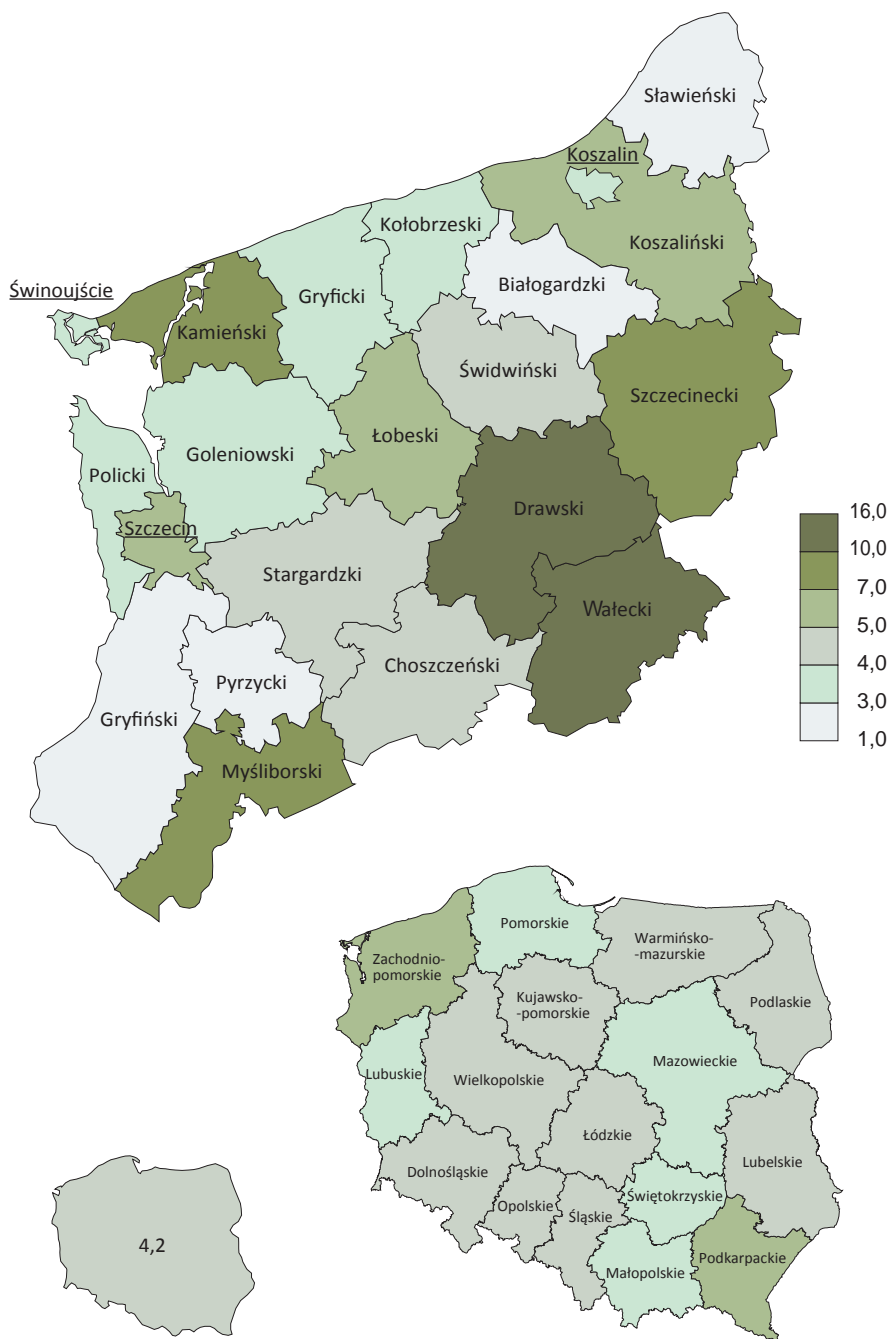 Sławieński
Koszalin
Kołobrzeski
Koszaliński
Świnoujście
Gryficki
Białogardzki
Kamieński
Świdwiński
Szczecinecki
Łobeski
Goleniowski
Policki
Drawski
Szczecin
Stargardzki
Wałecki
Choszczeński
Pyrzycki
Gryfiński
Myśliborski
16,0
10,0
7,0
5,0
4,0
3,0
1,0
Pomorskie
Warmińsko-
-mazurskie
Zachodnio-
pomorskie
Kujawsko-
-pomorskie
Podlaskie
Mazowieckie
Lubuskie
Wielkopolskie
Łódzkie
Lubelskie
Dolnośląskie
Opolskie
Śląskie
Świętokrzyskie
Małopolskie
Podkarpackie
4,2